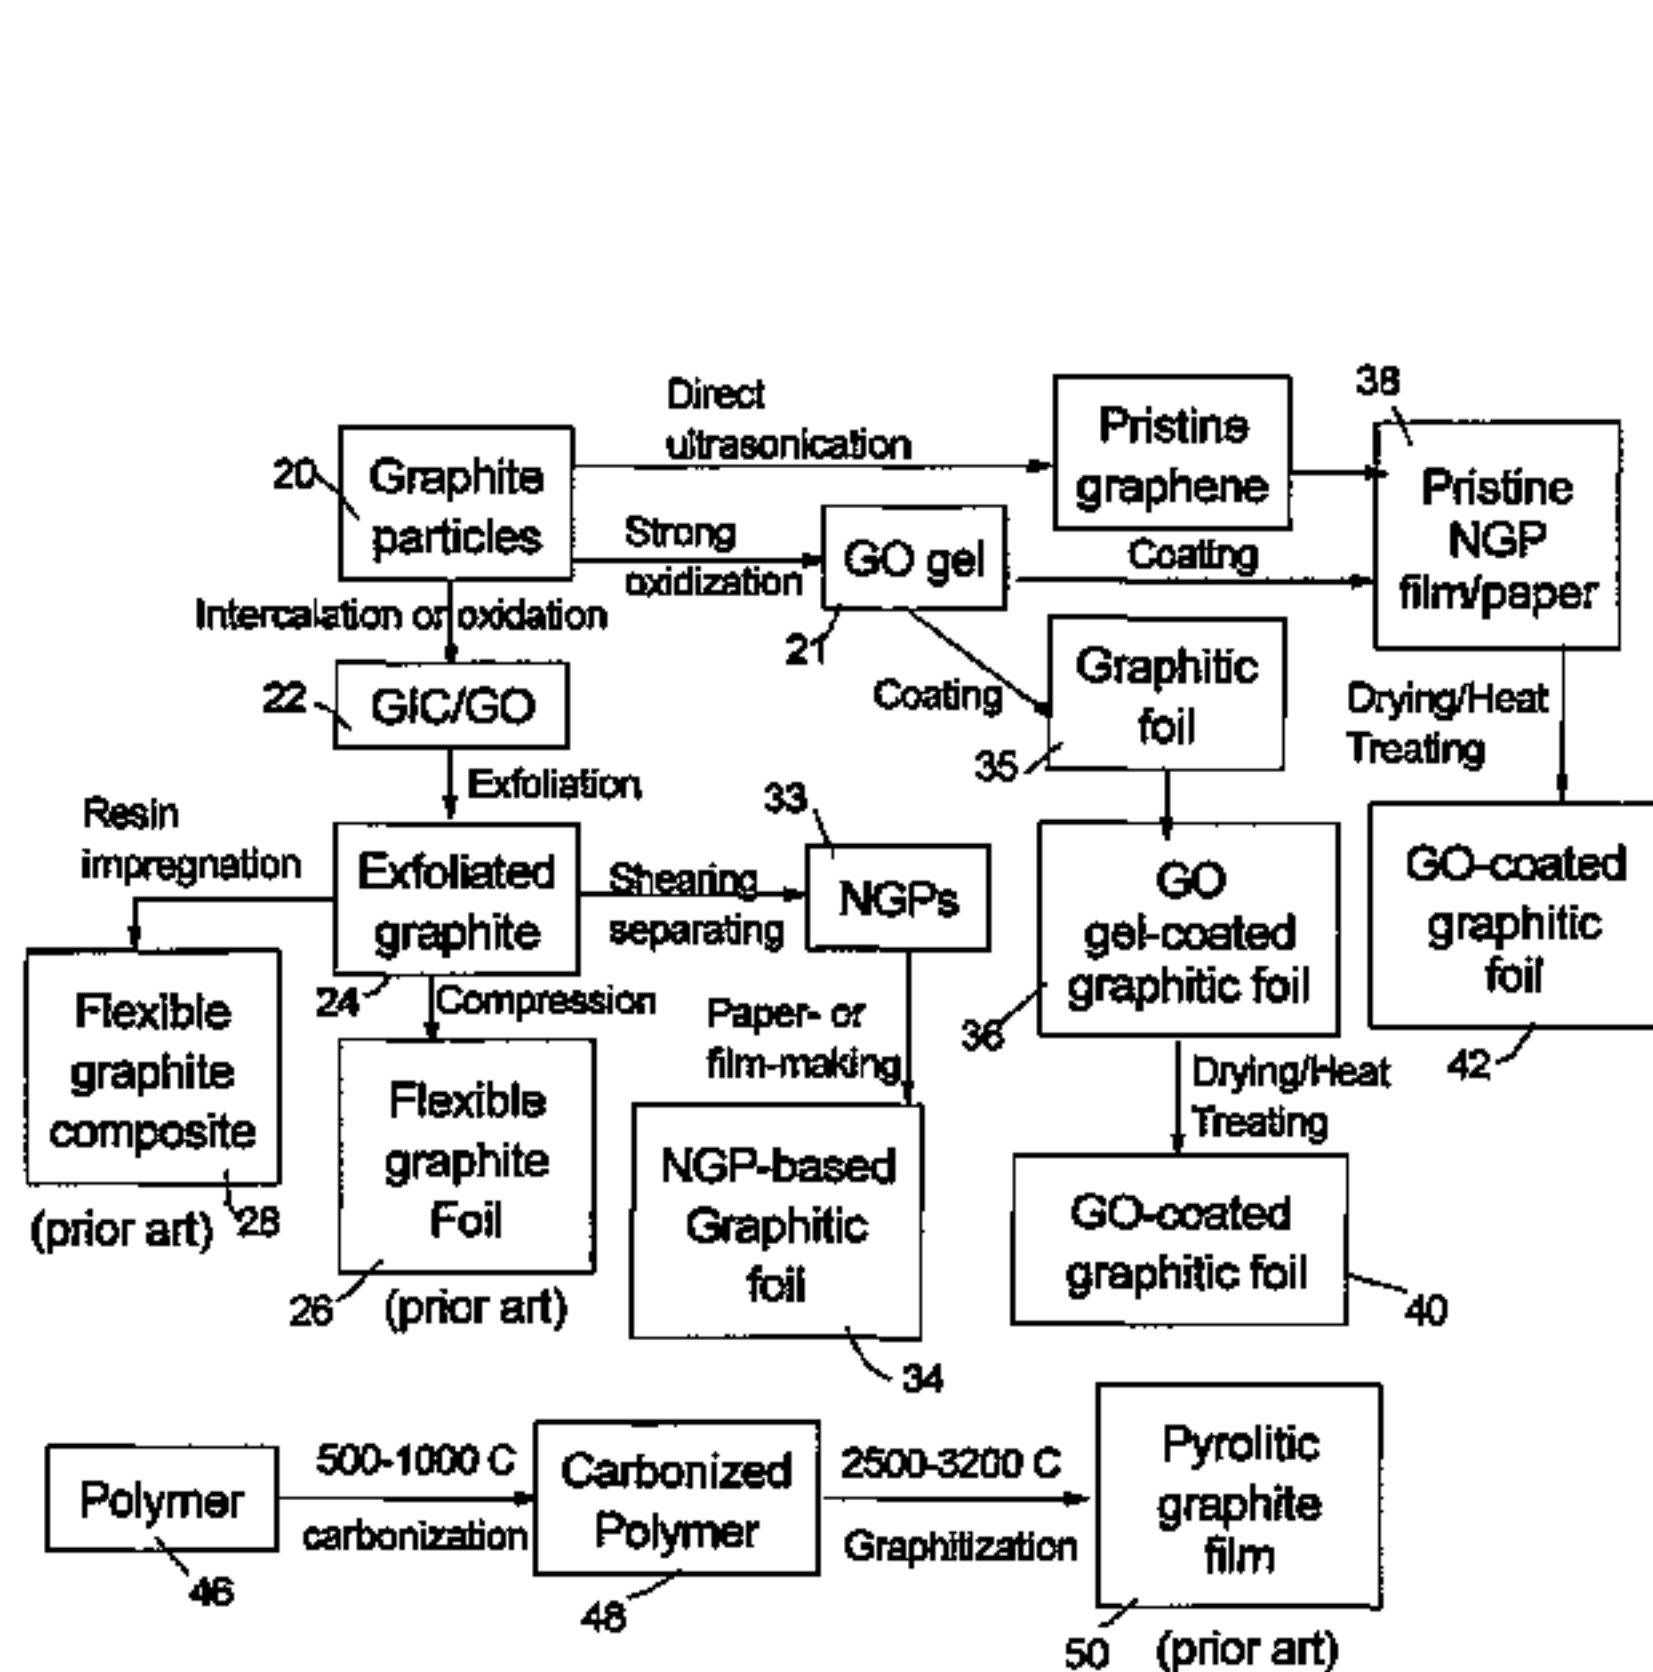 Direct
ultrasonication
Pristine
graphene
38
Pristine
NGP
film/paper
20
Graphite
particles
Strong
oxidization
GO gel
21
Coating
Intercalation or oxidation
22
GIC/GO
Coating
Graphitic
foil
35
Drying/Heat
Treating
Exfoliation
Resin
impregnation
Exfoliated
graphite
24
Shearing
separating
33
NGPs
GO
gel-coated
graphitic foil
36
GO-coated
graphitic
foil
42
Flexible
graphite
composite
(prior art)
28
Compression
Flexible
graphite
Foil
26
(prior art)
Paper- or
film-making
NGP-based
Graphitic
foil
34
Drying/Heat
Treating
GO-coated
graphitic foil
40
Polymer
46
500-1000 C
carbonization
Carbonized
Polymer
48
2500-3200 C
Graphitization
Pyrolitic
graphite
film
50
(prior art)